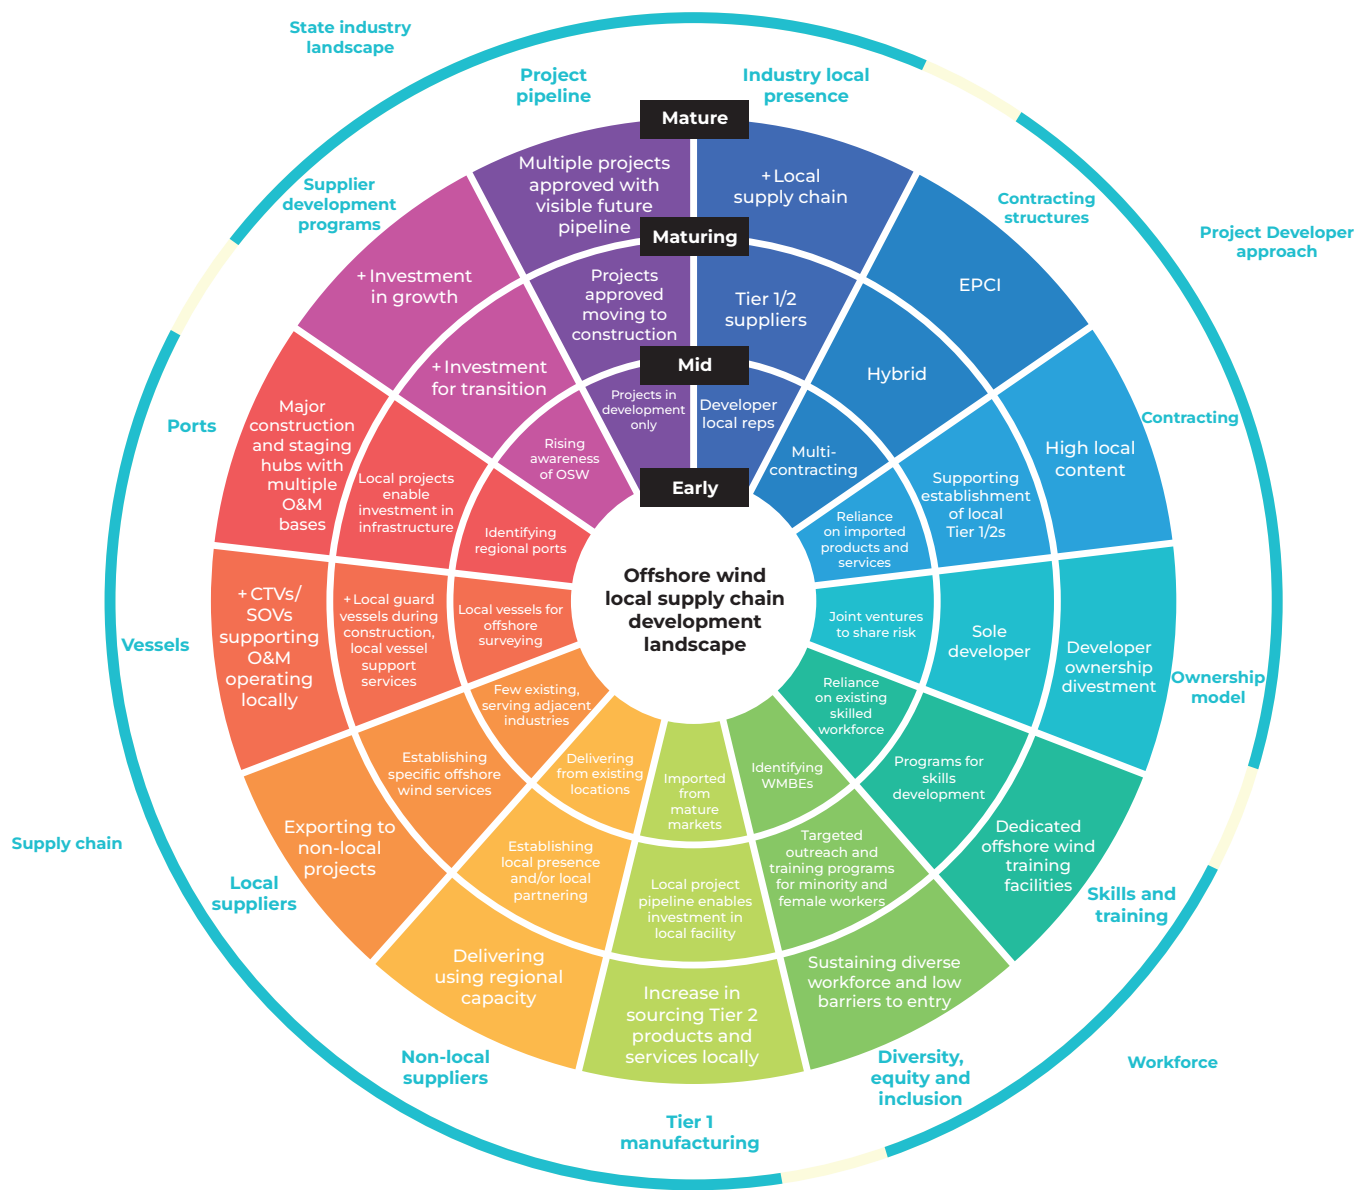 State industry
landscape
Project
pipeline
Industry local
presence
Supplier
development
programs
Contracting
structures
Project Developer
approach
Mature
Maturing
Mid
Early
Offshore wind
local supply chain
development
landscape
Multiple projects
approved with
visible future
pipeline
Projects
approved
moving to
construction
Projects in
development
only
+ Local
supply chain
Tier 1/2
suppliers
Developer
local reps
EPCI
Hybrid
Multi-
contracting
Contracting
High local
content
Supporting
establishment
of local
Tier 1/2s
Reliance
on imported
products and
services
Ownership
model
Developer
ownership
divestment
Sole
developer
Joint ventures
to share risk
Skills and
training
Dedicated
offshore wind
training
facilities
Programs for
skills
development
Reliance
on existing
skilled
workforce
Workforce
Diversity,
equity and
inclusion
Sustaining diverse
workforce and low
barriers to entry
Targeted
outreach and
training programs
for minority and
female workers
Identifying
WMBEs
Tier 1
manufacturing
Increase in
sourcing Tier 2
products and
services locally
Local project
pipeline enables
investment in
local facility
Imported
from
mature
markets
Non-local
suppliers
Delivering
using regional
capacity
Establishing
local presence
and/or local
partnering
Delivering
from existing
locations
Supply chain
Local
suppliers
Exporting to
non-local
projects
Establishing
specific offshore
wind services
Few existing,
serving adjacent
industries
Vessels
+ CTVs/
SOVs
supporting
O&M
operating
locally
+ Local guard
vessels during
construction,
local vessel
support
services
Local vessels for
offshore
surveying
Ports
Major
construction
and staging
hubs with
multiple
O&M
bases
Local projects
enable
investment in
infrastructure
Identifying
regional ports
+ Investment
in growth
+ Investment
for transition
Rising
awareness
of OSW